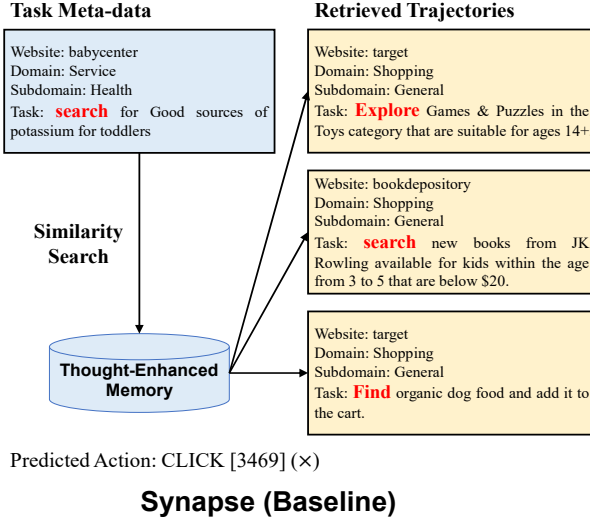 Task Meta-data
Website: babycenter
Domain: Service
Subdomain: Health
Task: search for Good sources of
potassium for toddlers
Similarity
Search
Thought-Enhanced
Memory
Retrieved Trajectories
Website: target
Domain: Shopping
Subdomain: General
Task: Explore Games & Puzzles in the
Toys category that are suitable for ages 14+
Website: bookdepository
Domain: Shopping
Subdomain: General
Task: search new books from JK
Rowling available for kids within the age
from 3 to 5 that are below $20.
Website: target
Domain: Shopping
Subdomain: General
Task: Find organic dog food and add it to
the cart.
Predicted Action: CLICK [3469] (×)
Synapse (Baseline)